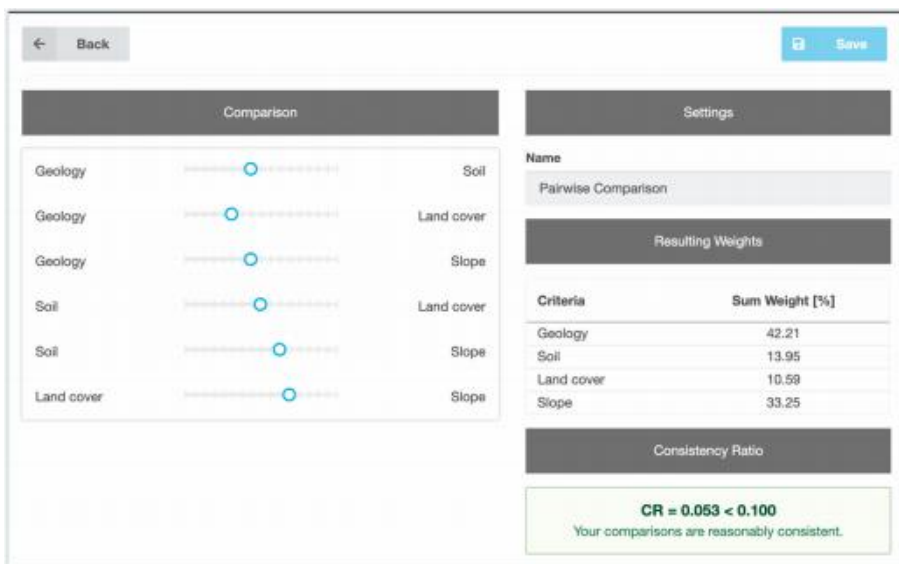 Back
Save
Comparison
Geology Soil
Geology Land cover
Geology Slope
Soil Land cover
Soil Slope
Land cover Slope
Settings
Name
Pairwise Comparison
Resulting Weights
Criteria Sum Weight [%]
Geology 42.21
Soil 13.95
Land cover 10.59
Slope 33.25
Consistency Ratio
CR = 0.053 < 0.100
Your comparisons are reasonably consistent.